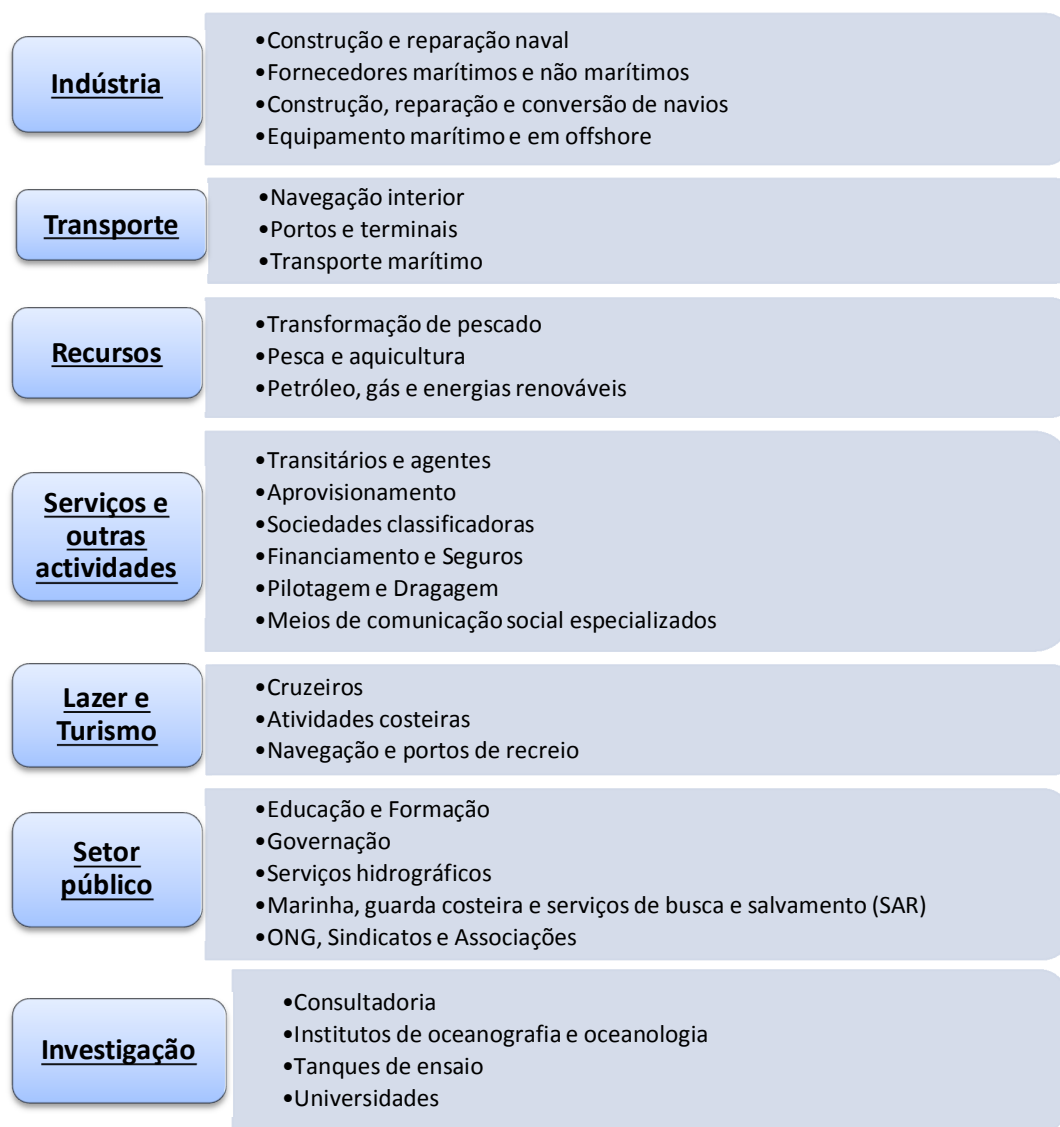 Indústria
•Construção e reparação naval
•Fornecedores marítimos e não marítimos
•Construção, reparação e conversão de navios
•Equipamento marítimo e em offshore
Transporte
•Navegação interior
•Portos e terminais
•Transporte marítimo
Recursos
•Transformação de pescado
•Pesca e aquicultura
•Petróleo, gás e energias renováveis
Serviços e
outras
actividades
•Transitários e agentes
•Aprovisionamento
•Sociedades classificadoras
•Financiamento e Seguros
•Pilotagem e Dragagem
•Meios de comunicação social especializados
Lazer e
Turismo
•Cruzeiros
•Atividades costeiras
•Navegação e portos de recreio
Setor
público
•Educação e Formação
•Governação
•Serviços hidrográficos
•Marinha, guarda costeira e serviços de busca e salvamento (SAR)
•ONG, Sindicatos e Associações
Investigação
•Consultadoria
•Institutos de oceanografia e oceanologia
•Tanques de ensaio
•Universidades